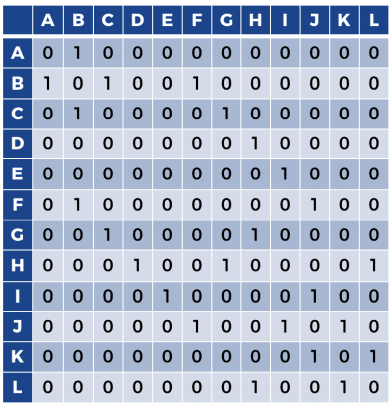 A B C D E F G H I J K L
A 0 1 0 0 0 0 0 0 0 0 0 0
B 1 0 1 0 0 1 0 0 0 0 0 0
C 0 1 0 0 0 0 1 0 0 0 0 0
D 0 0 0 0 0 0 0 1 0 0 0 0
E 0 0 0 0 0 0 0 0 1 0 0 0
F 0 1 0 0 0 0 0 0 0 1 0 0
G 0 0 1 0 0 0 0 1 0 0 0 0
H 0 0 0 1 0 0 1 0 0 0 0 1
I 0 0 0 0 1 0 0 0 0 1 0 0
J 0 0 0 0 0 1 0 0 1 0 1 0
K 0 0 0 0 0 0 0 0 0 1 0 1
L 0 0 0 0 0 0 0 1 0 0 1 0